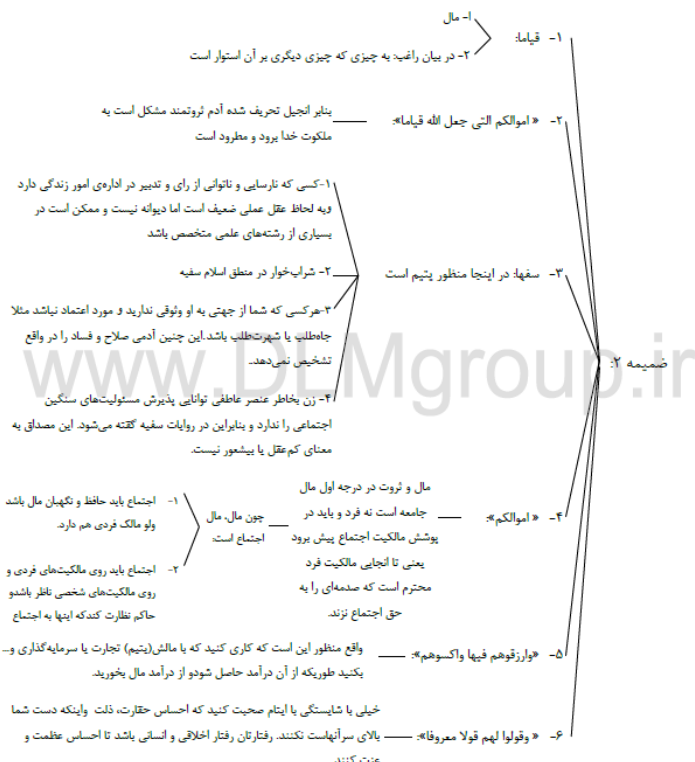 ضمیمه ۲:
۱- قیاما:
۱- مال
۲- در بیان راغب: به چیزی که چیزی دیگری بر آن استوار است
۲- « اموالکم التی جعل الله قیاما»:
بنابر انجیل تحریف شده آدم ثروتمند مشکل است به
ملکوت خدا برود و مطرود است
۳- سفها: در اینجا منظور یتیم است
۱-کسی که نارسایی و ناتوانی از رای و تدبیر در اداره‌ی امور زندگی دارد
وبه لحاظ عقل عملی ضعیف است اما دیوانه نیست و ممکن است در
بسیاری از رشته‌های علمی متخصص باشد
۲- شراب‌خوار در منطق اسلام سفیه
۳-هرکسی که شما از جهتی به او وثوقی ندارید و مورد اعتماد نباشد مثلا
جاه‌طلب یا شهرت‌طلب باشد.این چنین آدمی صلاح و فساد را در واقع
تشخیص نمی‌دهد..
۴- زن بخاطر عنصر عاطفی توانایی پذیرش مسئولیت‌های سنگین
اجتماعی را ندارد و بنابراین در روایات سفیه گفته می‌شود. این مصداق به
معنای کم‌عقل یا بیشعور نیست.
۴- « اموالکم»:
مال و ثروت در درجه اول مال
جامعه است نه فرد و باید در
پوشش مالکیت اجتماع پیش برود
یعنی تا انجایی مالکیت فرد
محترم است که صدمه‌ای را به
حق اجتماع نزند.
چون مال، مال
اجتماع است:
۱- اجتماع باید حافظ و نگهبان مال باشد
ولو مالک فردی هم دارد.
۲- اجتماع باید روی مالکیت‌های فردی و
روی مالکیت‌های شخصی ناظر باشدو
حاکم نظارت کندکه اینها به اجتماع
۵- «وارزقوهم فیها واکسوهم»:
واقع منظور این است که کاری کنید که با مالش(یتیم) تجارت یا سرمایه‌گذاری و...
بکنید طوریکه از آن درآمد حاصل شودو از درآمد مال بخورید.
۶- « وقولوا لهم قولا معروفا»:
خیلی با شایستگی با ایتام صحبت کنید که احساس حقارت، ذلت واینکه دست شما
بالای سرآنهاست نکنند. رفتارتان رفتار اخلاقی و انسانی باشد تا احساس عظمت و
عزت کنند.
www.DLMgroup.ir